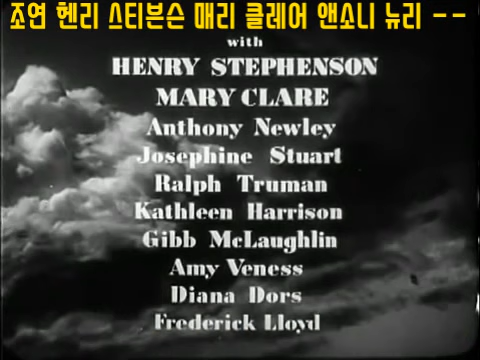 조연 헨리 스티븐슨 매리 클레어 앤소니 뉴리 - -
with
HENRY STEPHENSON
MARY CLARE
Anthony Newley
Josephine Stuart
Ralph Truman
Kathleen Harrison
Gibb McLaughlin
Amy Veness
Diana Dors
Frederick Lloyd